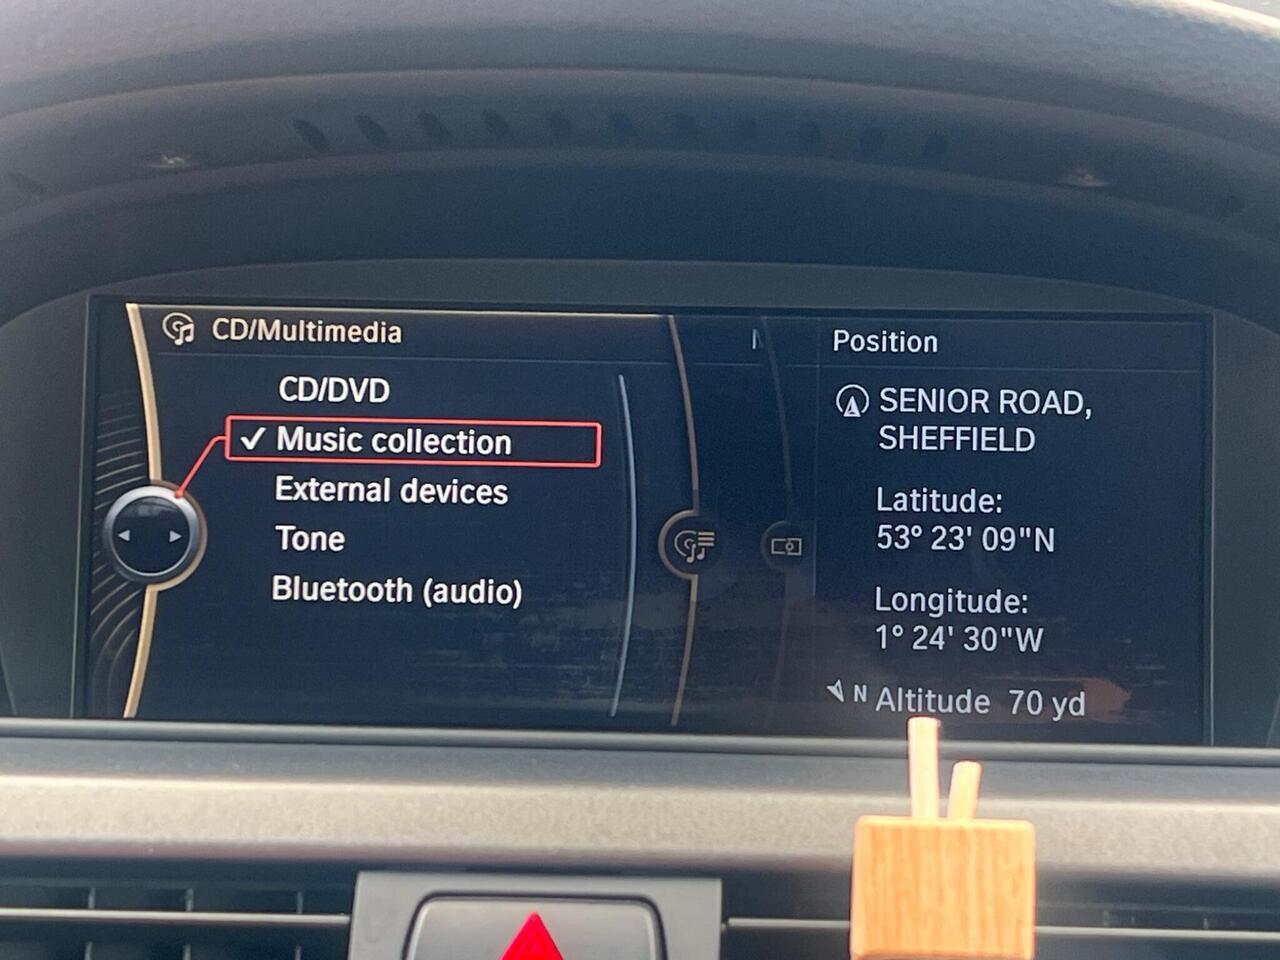 CD/Multimedia
CD/DVD
Music collection
External devices
Tone
Bluetooth (audio)
Position
SENIOR ROAD,
SHEFFIELD
Latitude:
53° 23' 09"N
Longitude:
1° 24' 30"W
N Altitude 70 yd